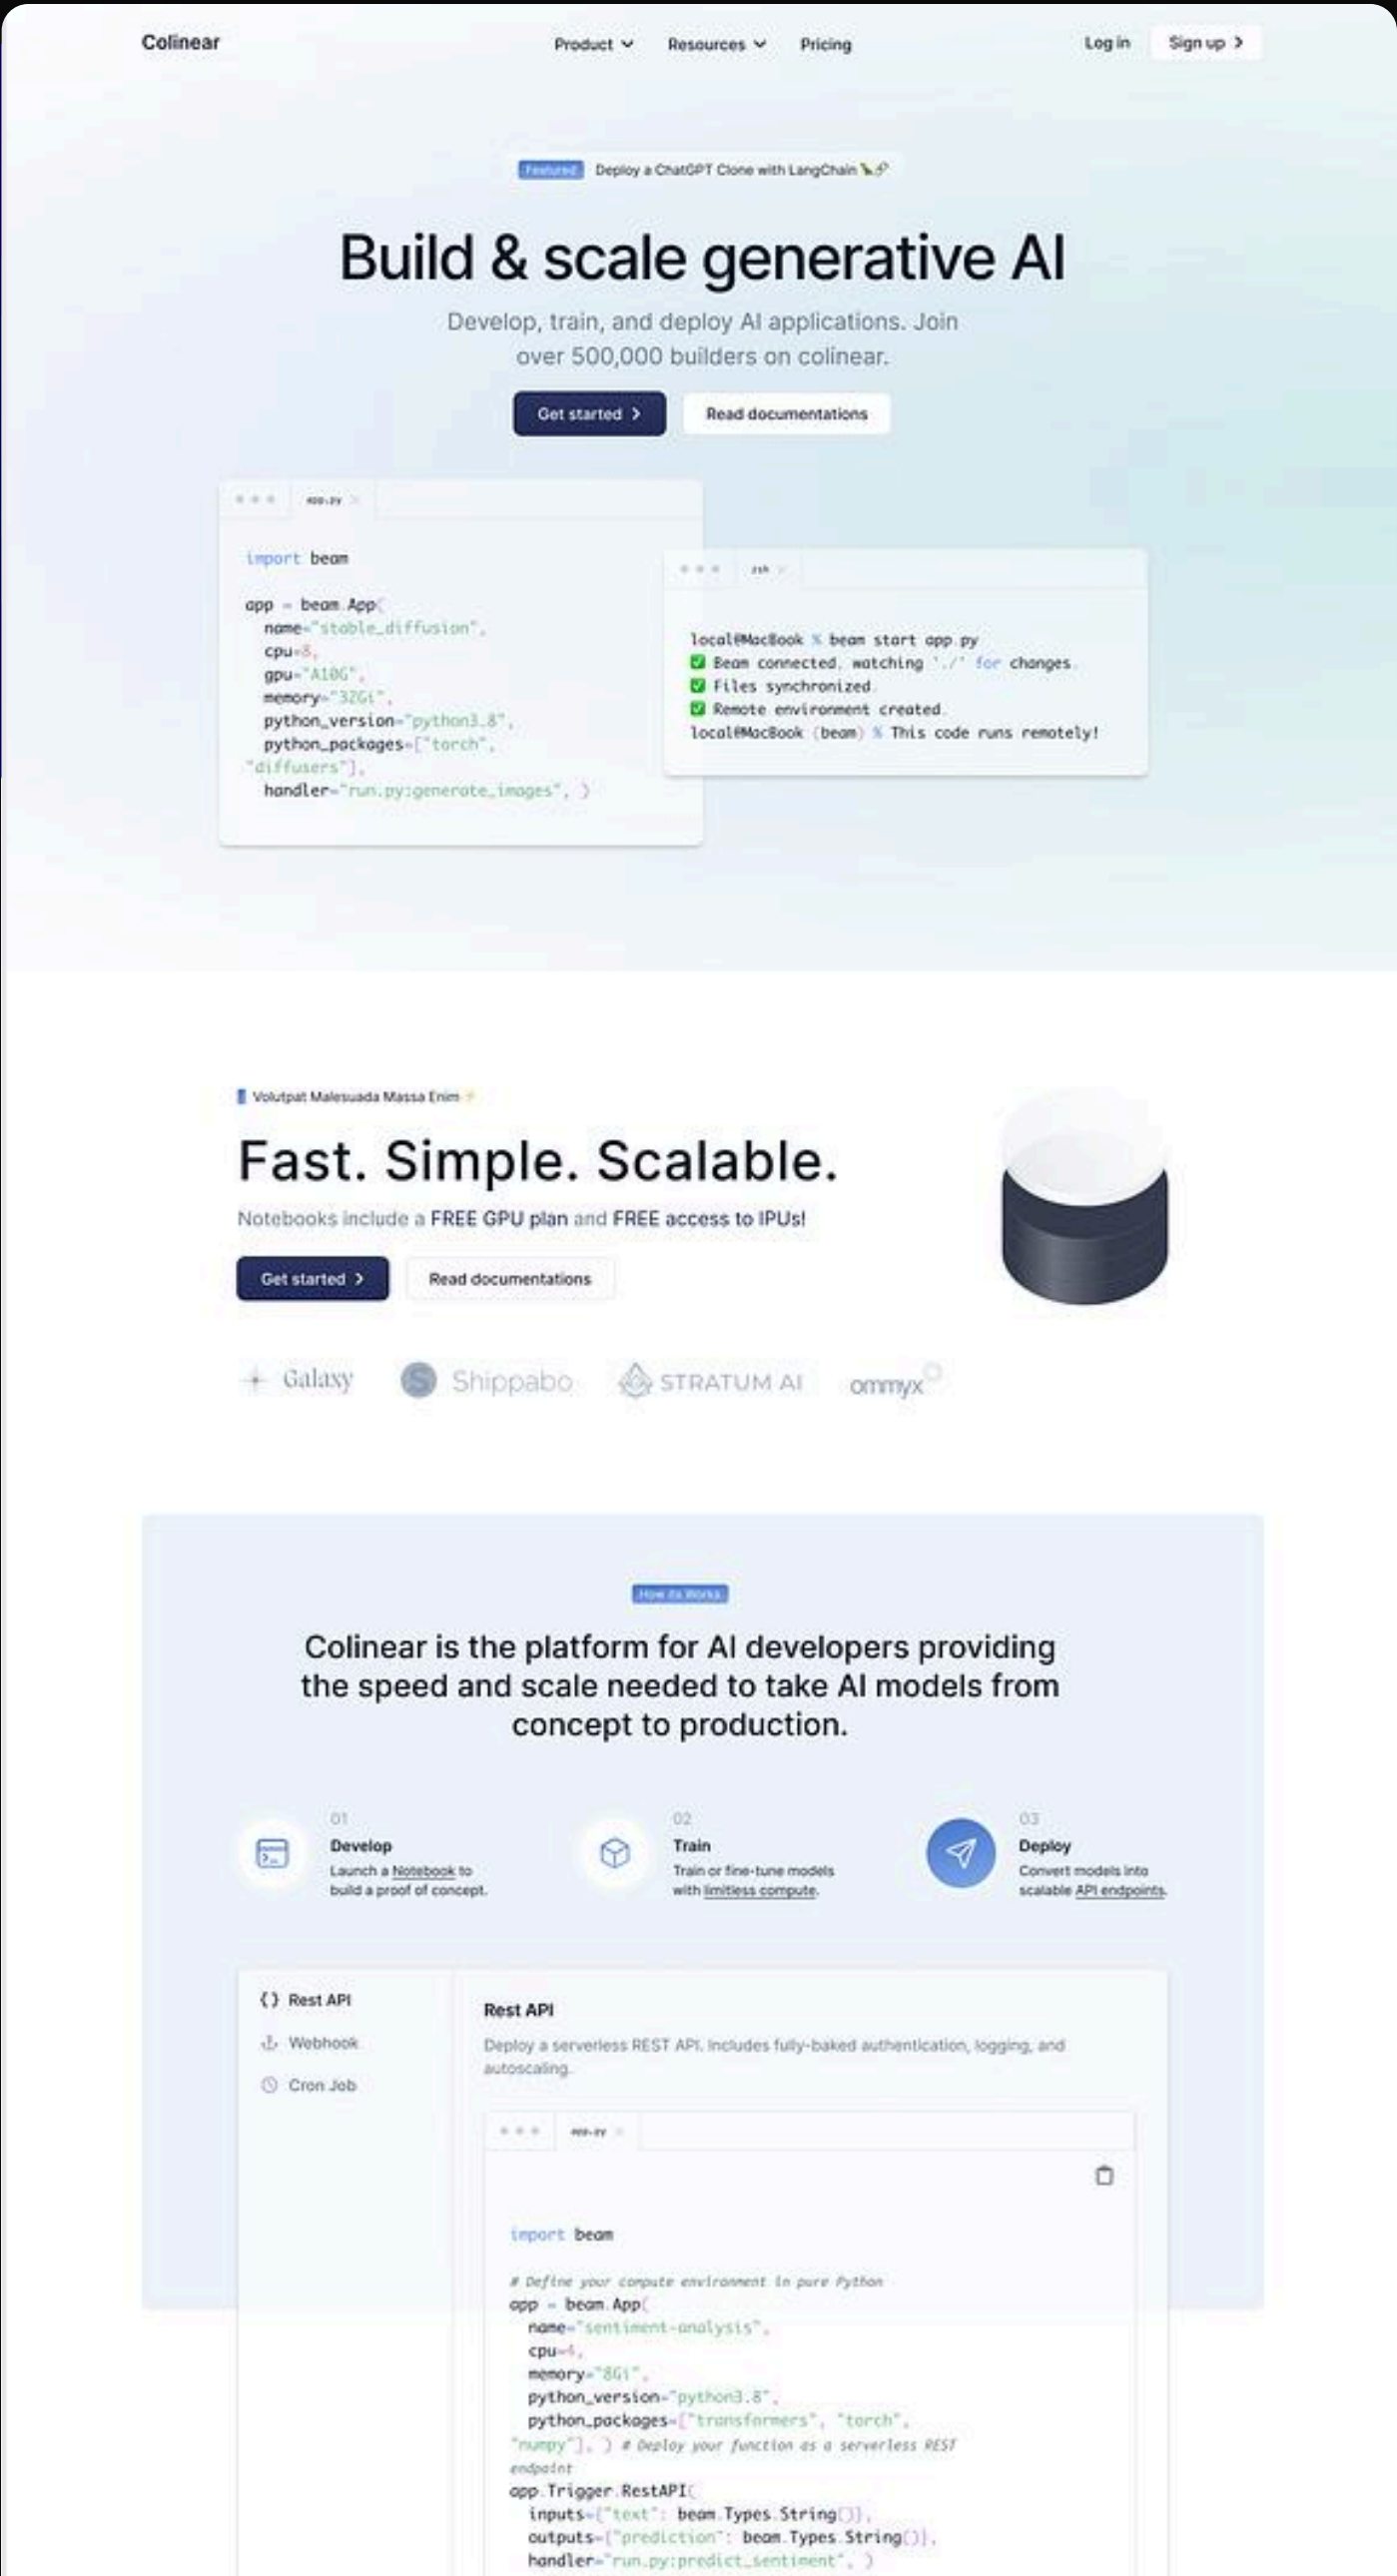 Colinear
Product
Resources
Pricing
Log in
Sign up
Featured
Deploy a ChatGPT Clone with LangChain
Build & scale generative AI
Develop, train, and deploy AI applications. Join
over 500,000 builders on colinear.
Get started
Read documentations
app.py
import beam
app = beam.App(
name="stable_diffusion",
cpu=8,
gpu="A10G",
memory="32Gi",
python_version="python3.8",
python_packages=["torch",
"diffusers"],
handler="run.py:generate_images", )
zsh
local@MacBook % beam start app.py
✅ Beam connected, watching './' for changes.
✅ Files synchronized.
✅ Remote environment created.
local@MacBook (beam) % This code runs remotely!
Volutpat Malesuada Massa Enim
Fast. Simple. Scalable.
Notebooks include a FREE GPU plan and FREE access to IPUs!
Get started
Read documentations
Galaxy
S Shippabo
STRATUM AI
ommyx
How its Works
Colinear is the platform for AI developers providing
the speed and scale needed to take AI models from
concept to production.
01
Develop
Launch a Notebook to
build a proof of concept.
02
Train
Train or fine-tune models
with limitless compute.
03
Deploy
Convert models into
scalable API endpoints.
{} Rest API
Webhook
Cron Job
Rest API
Deploy a serverless REST API. Includes fully-baked authentication, logging, and
autoscaling.
app.py
import beam
# Define your compute environment in pure Python
app = beam.App(
name="sentiment-analysis",
cpu=4,
memory="8Gi",
python_version="python3.8",
python_packages=["transformers", "torch",
"numpy"], ) # Deploy your function as a serverless REST
endpoint
app.Trigger.RestAPI(
inputs={"text": beam.Types.String()},
outputs={"prediction": beam.Types.String()},
handler="run.py:predict_sentiment", )